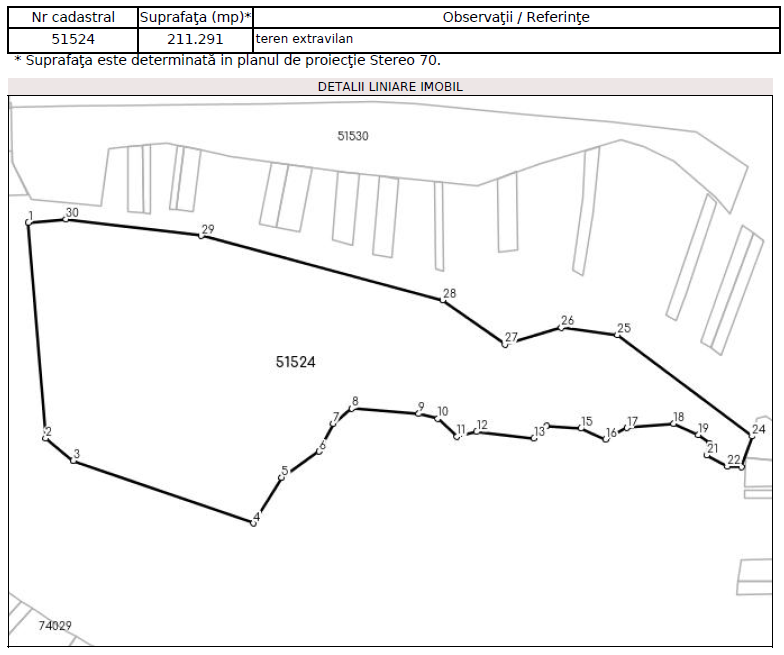 Nr cadastral Suprafaţa (mp)* Observaţii / Referinţe
51524 211.291 teren extravilan
* Suprafaţa este determinată in planul de proiecţie Stereo 70.
DETALII LINIARE IMOBIL
51530
1 30
29
28
27 26 25
51524
8 9 10
7 11 12 13 15 16 17 18 19 24
2
6 21 22
3
5
4
74029